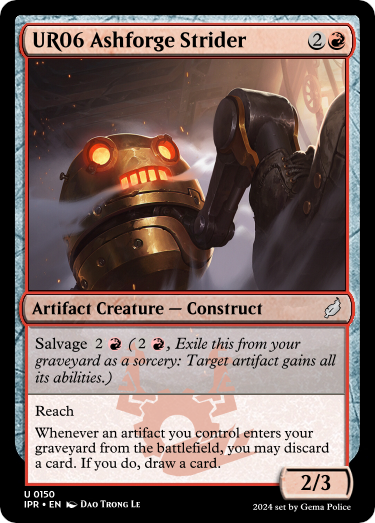 UR06 Ashforge Strider 2
Artifact Creature — Construct
Salvage 2 ( 2 , Exile this from your
graveyard as a sorcery: Target artifact gains all
its abilities.)
Reach
Whenever an artifact you control enters your
graveyard from the battlefield, you may discard
a card. If you do, draw a card.
2/3
U 0150
IPR • EN Dao Trong Le
2024 set by Gema Police